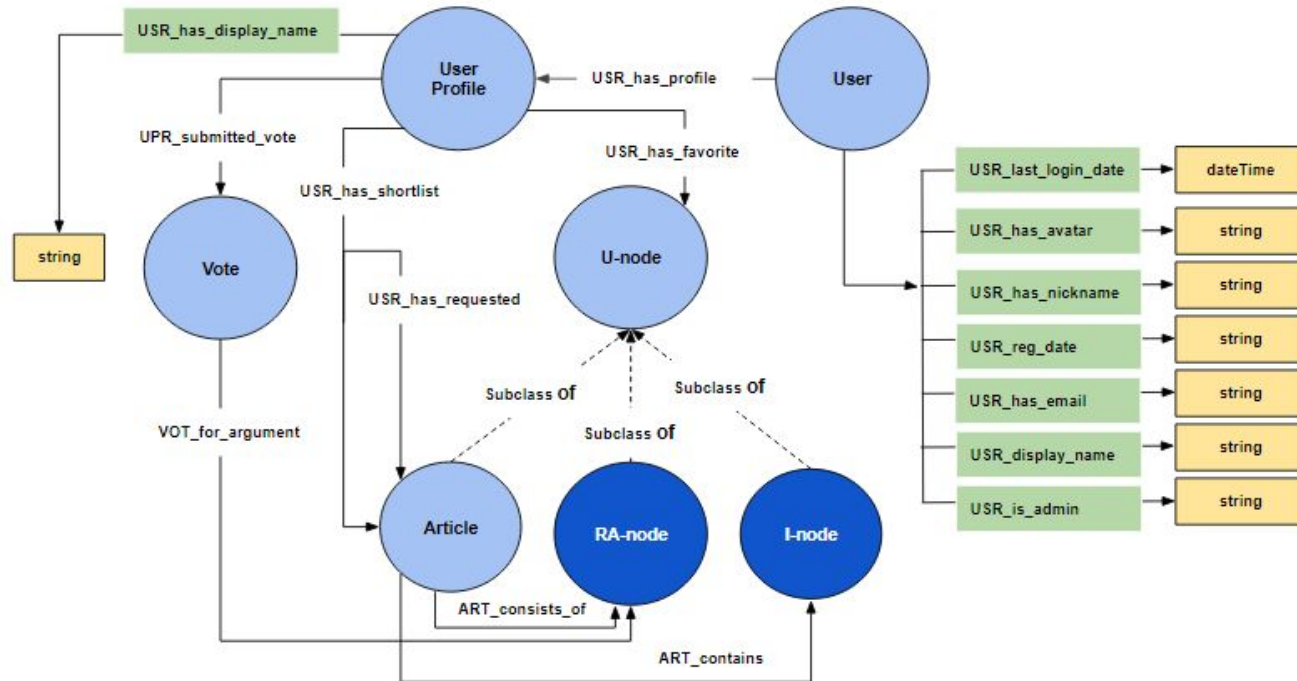 USR_has_display_name
User
Profile
USR_has_profile
User
UPR_submitted_vote
USR_has_favorite
USR_has_shortlist
USR_last_login_date
dateTime
USR_has_avatar
string
string
Vote
U-node
USR_has_nickname
string
USR_has_requested
USR_reg_date
string
Subclass of
Subclass of
USR_has_email
string
VOT_for_argument
Subclass of
USR_display_name
string
USR_is_admin
string
Article
RA-node
I-node
ART_consists_of
ART_contains